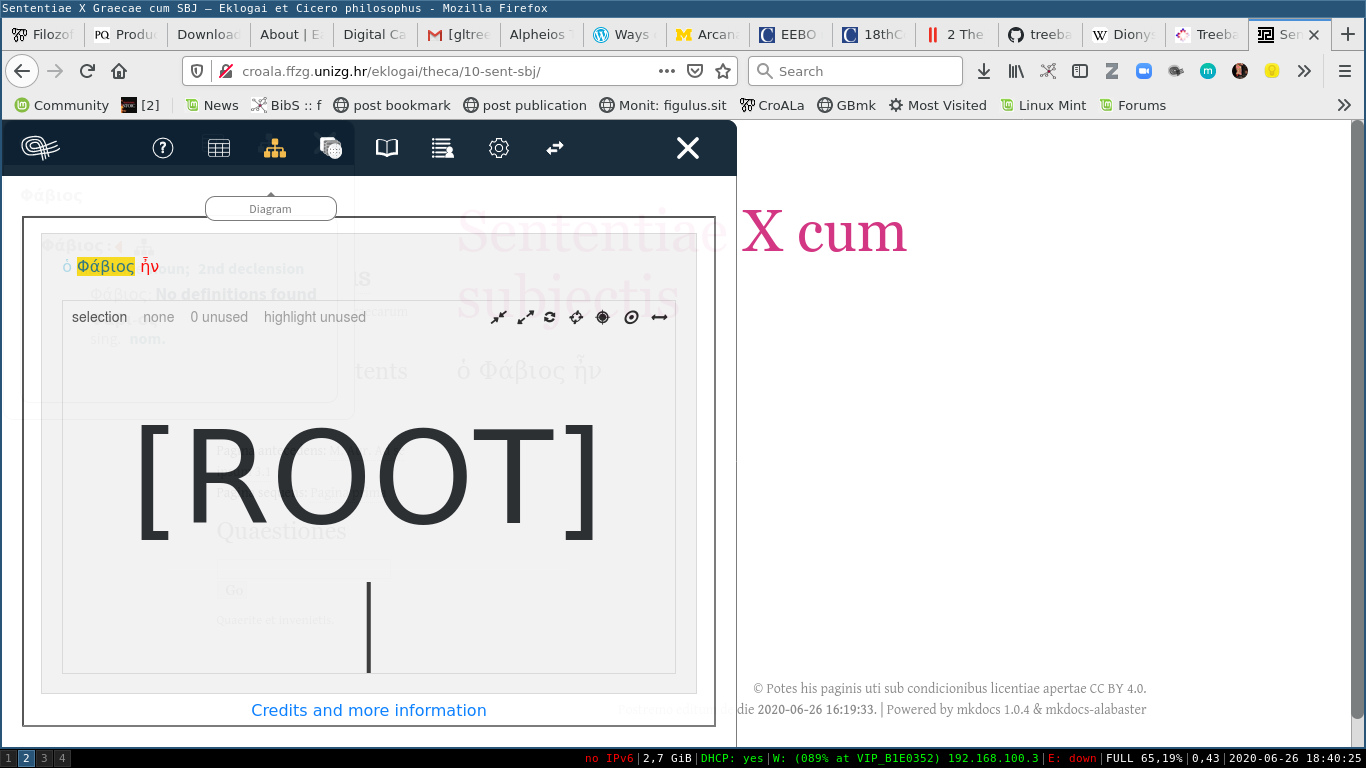 Sententiae X Graecae cum SBJ — Eklogai et Cicero philosophus - Mozilla Firefox
Filozof Produ Download About | E Digital Ca [gltree Alpheios Ways Arcana EEBO 18thC 2 The treeba Dionys Treeba Sen
croala.ffzg.unizg.hr/eklogai/theca/10-sent-sbj/ Search
Community [2] News BibS :: f post bookmark post publication Monit: figulus.sit CroALa GBmk Most Visited Linux Mint Forums
Φάβιος
Diagram
Sententiae X cum
subjectis
Φάβιος :
ὁ Φάβιος ἦν
noun; 2nd declension
Φάβιος: No definitions found
sing. nom.
selection none 0 unused highlight unused
tents
ὁ Φάβιος ἦν
[ROOT]
Quaestiones
Go
Quaerite et invenietis.
© Potes his paginis uti sub condicionibus licentiae apertae CC BY 4.0.
die 2020-06-26 16:19:33. | Powered by mkdocs 1.0.4 & mkdocs-alabaster
Credits and more information
1 2 3 4 no IPv6|2,7 GiB|DHCP: yes|W: (089% at VIP_B1E0352) 192.168.100.3|E: down|FULL 65,19%|0,43|2020-06-26 18:40:25